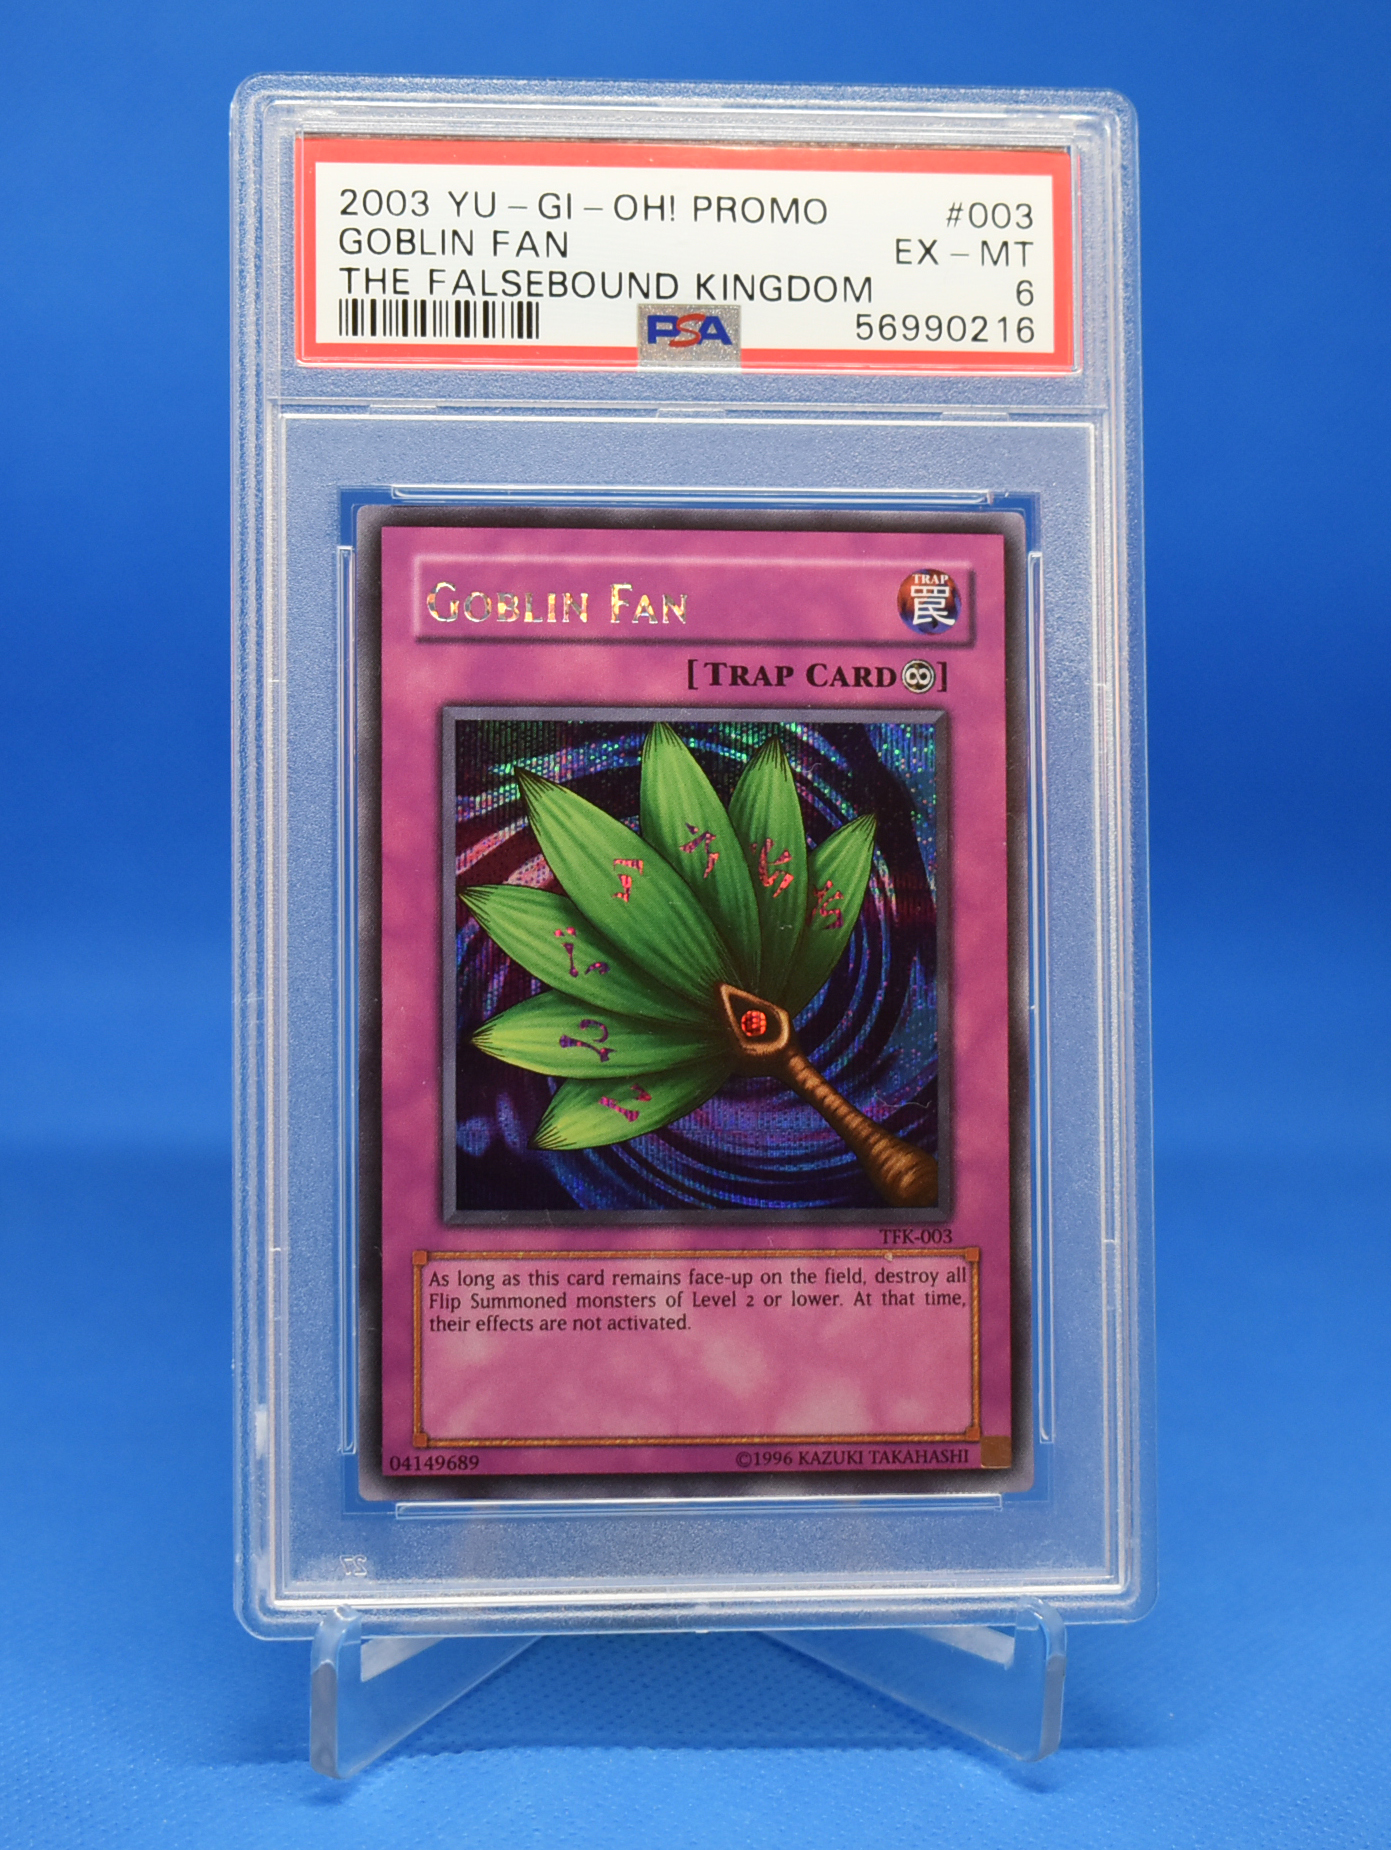 2003 YU-GI-OH! PROMO #003
GOBLIN FAN EX-MT
THE FALSEBOUND KINGDOM 6
PSA 56990216
GOBLIN FAN
TRAP
罠
[TRAP CARD∞]
TFK-003
As long as this card remains face-up on the field, destroy all
Flip Summoned monsters of Level 2 or lower. At that time,
their effects are not activated.
04149689 ©1996 KAZUKI TAKAHASHI
27